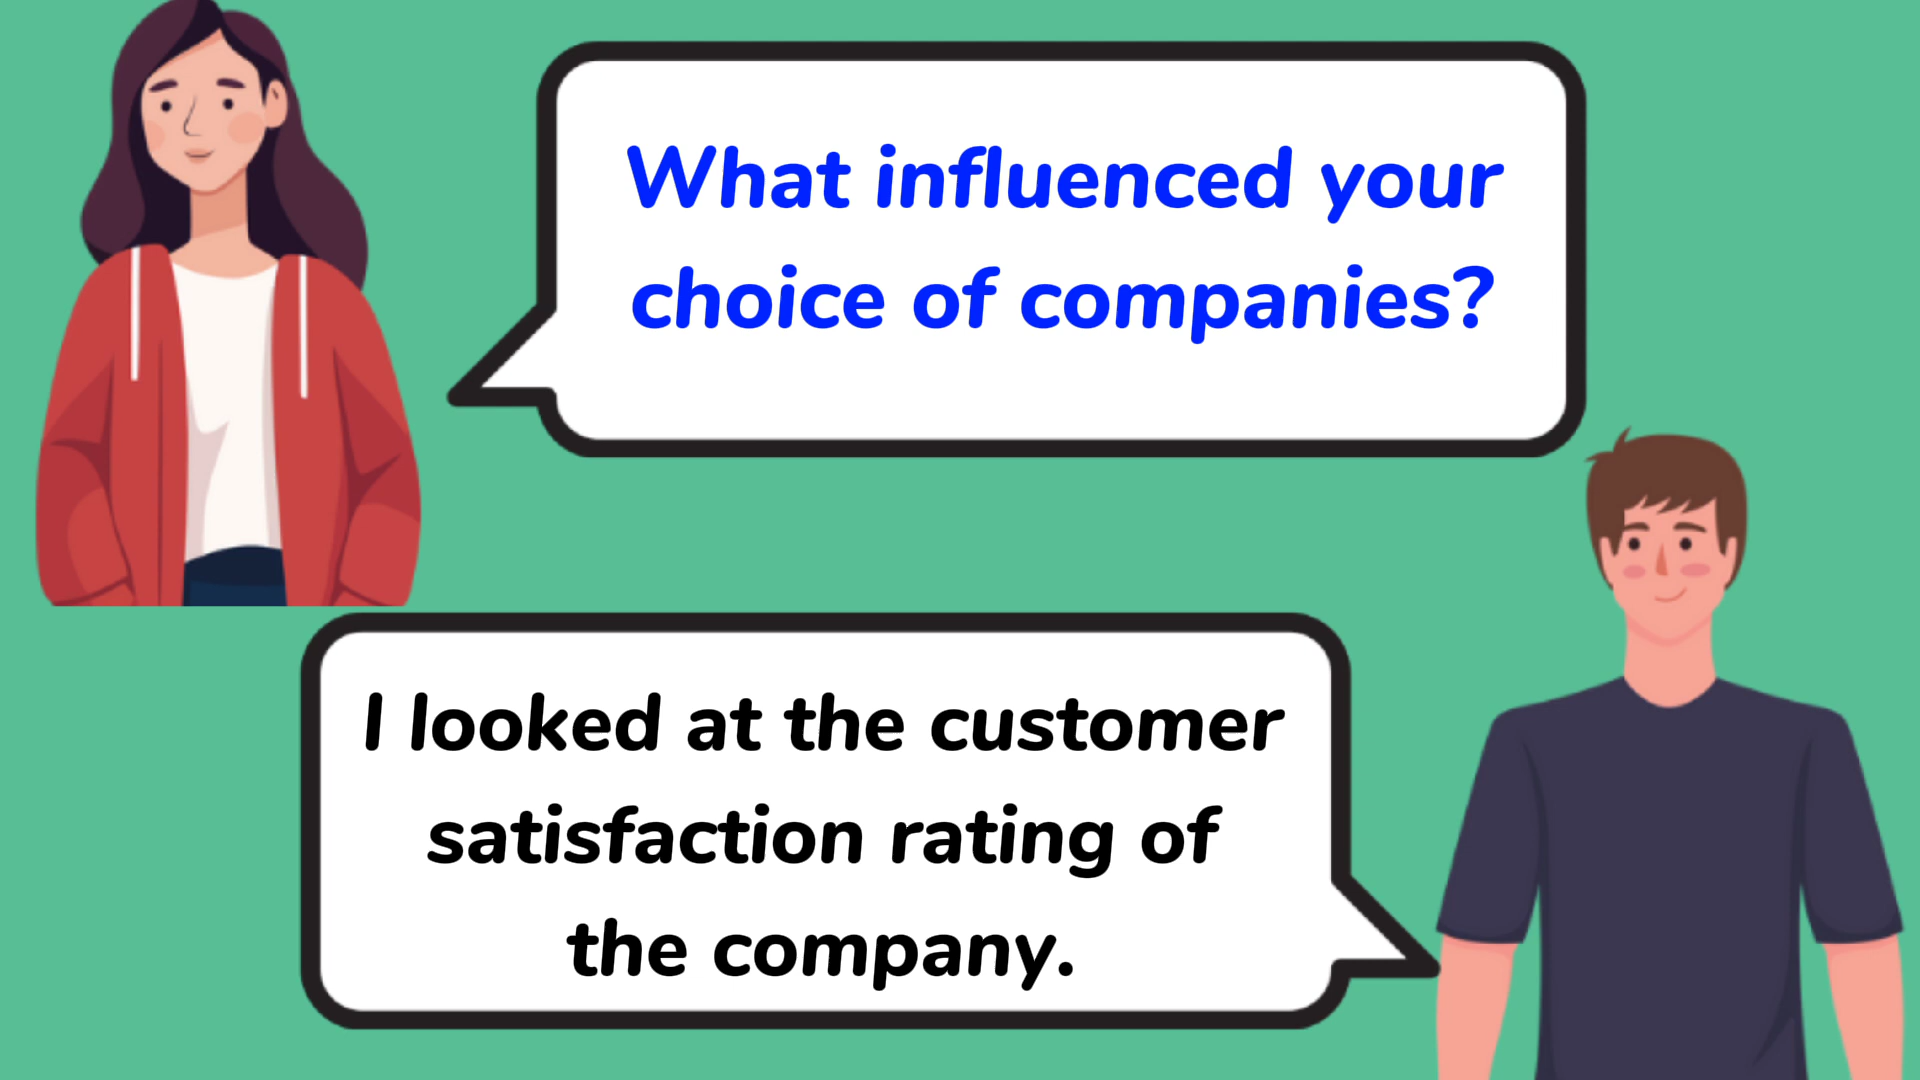 What influenced your
choice of companies?
I looked at the customer
satisfaction rating of
the company.